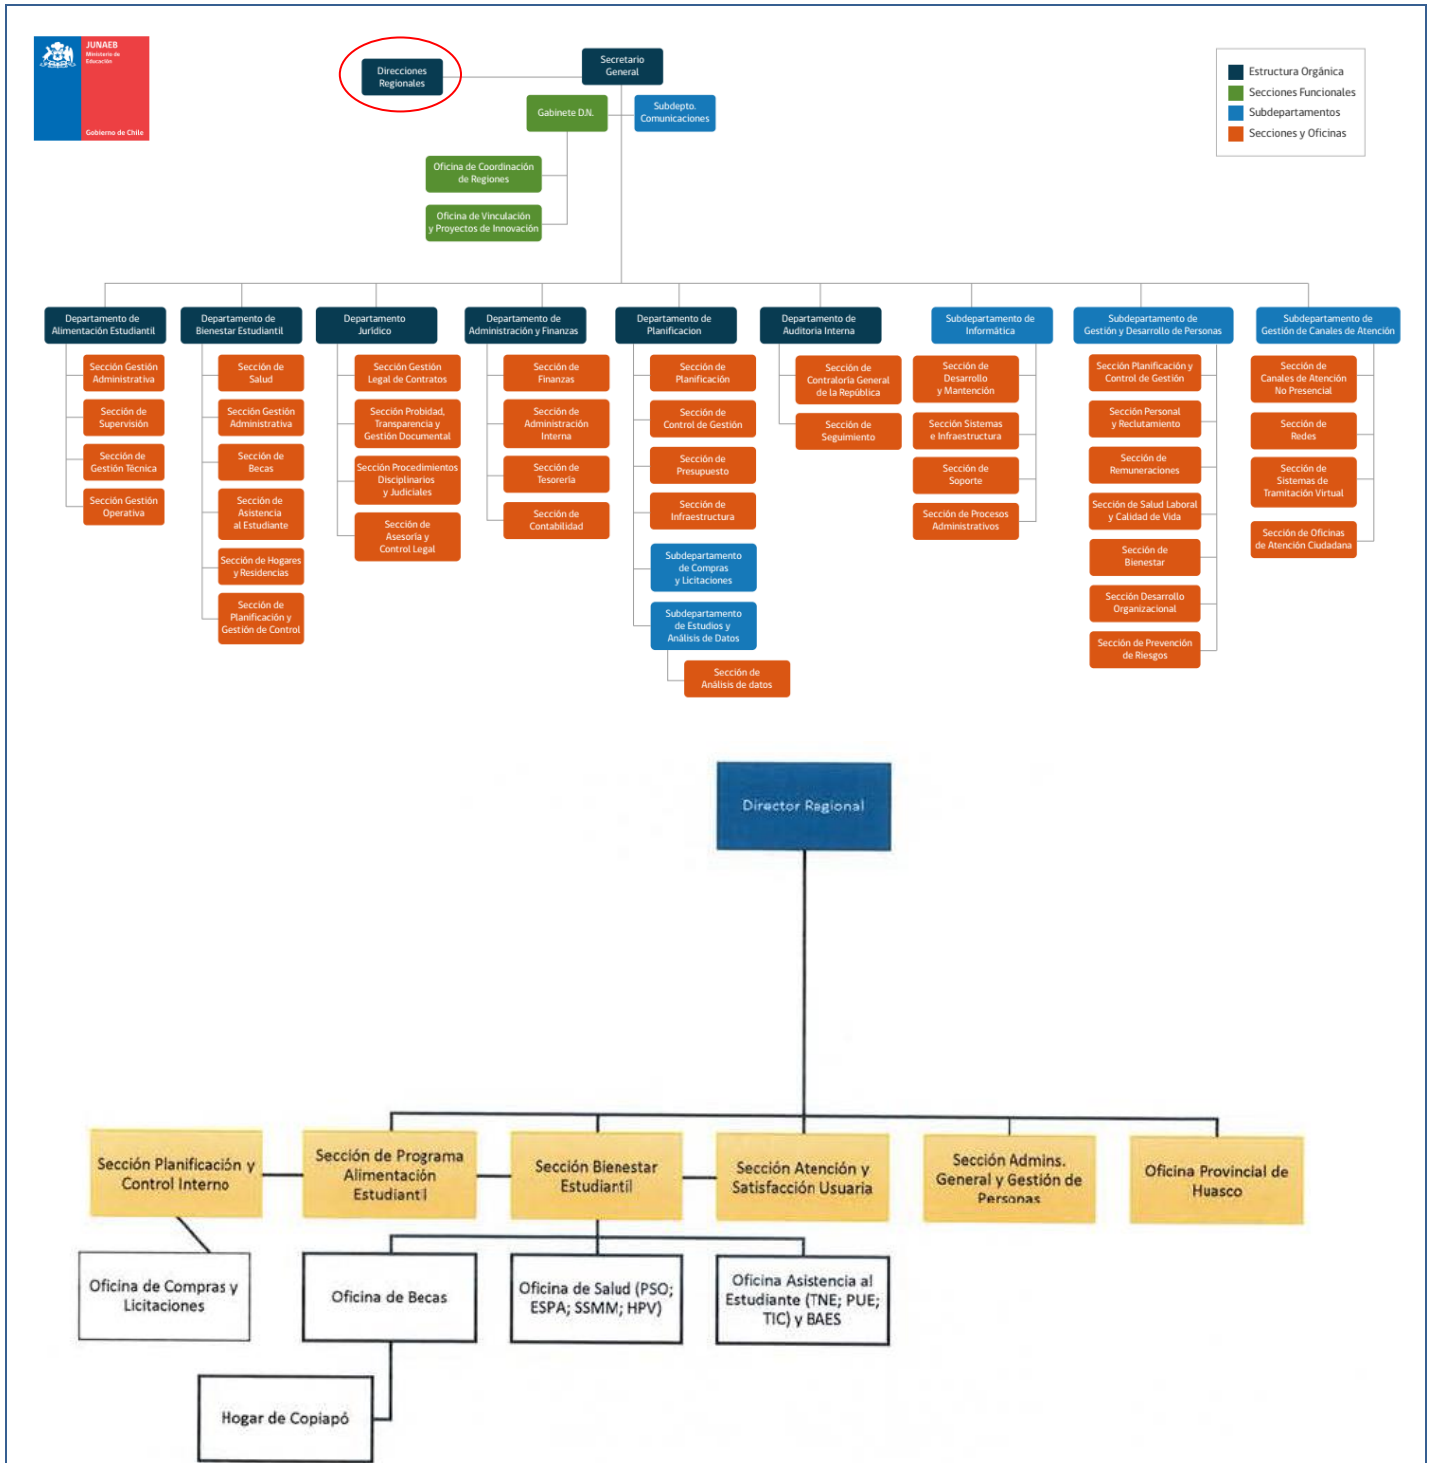 JUNAEB
Ministerio de
Educación
Gobierno de Chile
Direcciones
Regionales
Secretario
General
Gabinete D.N.
Subdepto.
Comunicaciones
Oficina de Coordinación
de Regiones
Oficina de Vinculación
y Proyectos de Innovación
Estructura Orgánica
Secciones Funcionales
Subdepartamentos
Secciones y Oficinas
Departamento de
Alimentación Estudiantil
Sección Gestión
Administrativa
Sección de
Supervisión
Sección de
Gestión Técnica
Sección Gestión
Operativa
Departamento de
Bienestar Estudiantil
Sección de
Salud
Sección Gestión
Administrativa
Sección de
Becas
Sección de
Asistencia
al Estudiante
Sección de Hogares
y Residencias
Sección de
Planificación y
Gestión de Control
Departamento
Jurídico
Sección Gestión
Legal de Contratos
Sección Probidad,
Transparencia y
Gestión Documental
Sección Procedimientos
Disciplinarios
y Judiciales
Sección de
Asesoría y
Control Legal
Departamento de
Administración y Finanzas
Sección de
Finanzas
Sección de
Administración
Interna
Sección de
Tesorería
Sección de
Contabilidad
Departamento de
Planificacion
Sección de
Planificación
Sección de
Control de Gestión
Sección de
Presupuesto
Sección de
Infraestructura
Subdepartamento
de Compras
y Licitaciones
Subdepartamento
de Estudios y
Análisis de Datos
Sección de
Análisis de datos
Departamento de
Auditoria Interna
Sección de
Contraloría General
de la República
Sección de
Seguimiento
Subdepartamento de
Informática
Sección de
Desarrollo
y Mantención
Sección Sistemas
e Infraestructura
Sección de
Soporte
Sección de Procesos
Administrativos
Subdepartamento de
Gestión y Desarrollo de Personas
Sección Planificación y
Control de Gestión
Sección Personal
y Reclutamiento
Sección de
Remuneraciones
Sección de Salud Laboral
y Calidad de Vida
Sección de
Bienestar
Sección Desarrollo
Organizacional
Sección de Prevención
de Riesgos
Subdepartamento de
Gestión de Canales de Atención
Sección de
Canales de Atención
No Presencial
Sección de
Redes
Sección de
Sistemas de
Tramitación Virtual
Sección de Oficinas
de Atención Ciudadana
Director Regional
Sección Planificación y
Control Interno
Sección de Programa
Alimentación
Estudiantil
Sección Bienestar
Estudiantil
Sección Atención y
Satisfacción Usuaria
Sección Admins.
General y Gestión de
Personas
Oficina Provincial de
Huasco
Oficina de Compras y
Licitaciones
Oficina de Becas
Oficina de Salud (PSO;
ESPA; SSMM; HPV)
Oficina Asistencia al
Estudiante (TNE; PUE;
TIC) y BAES
Hogar de Copiapó